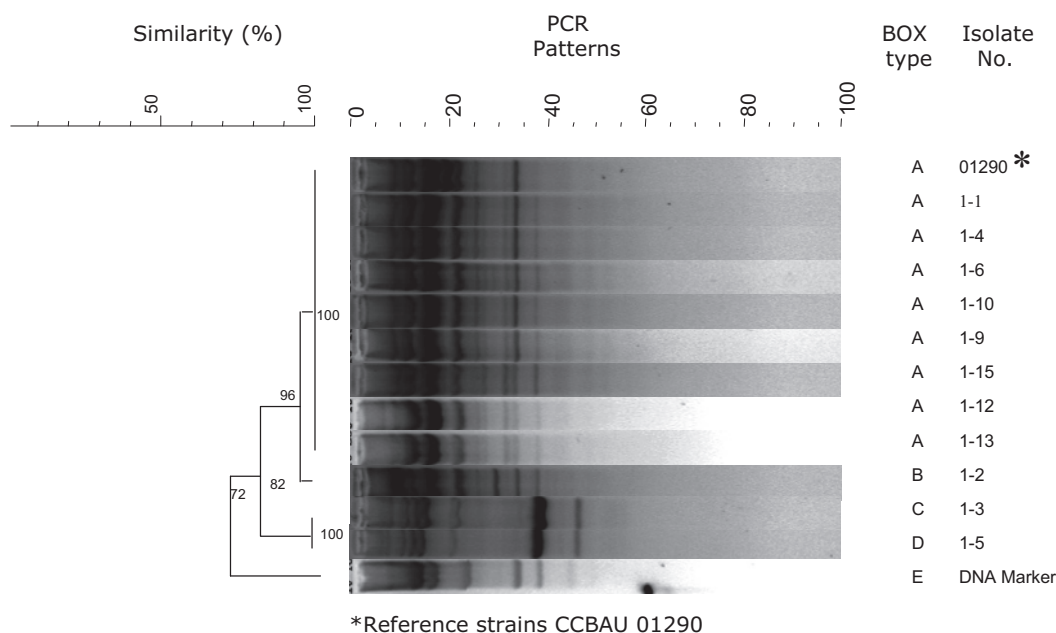 Similarity (%)
PCR
Patterns
BOX
type
Isolate
No.
50
100
0
20
40
60
80
100
A 01290 *
A 1-1
A 1-4
A 1-6
A 1-10
A 1-9
A 1-15
A 1-12
A 1-13
B 1-2
C 1-3
D 1-5
E DNA Marker
100
96
82
72
100
*Reference strains CCBAU 01290